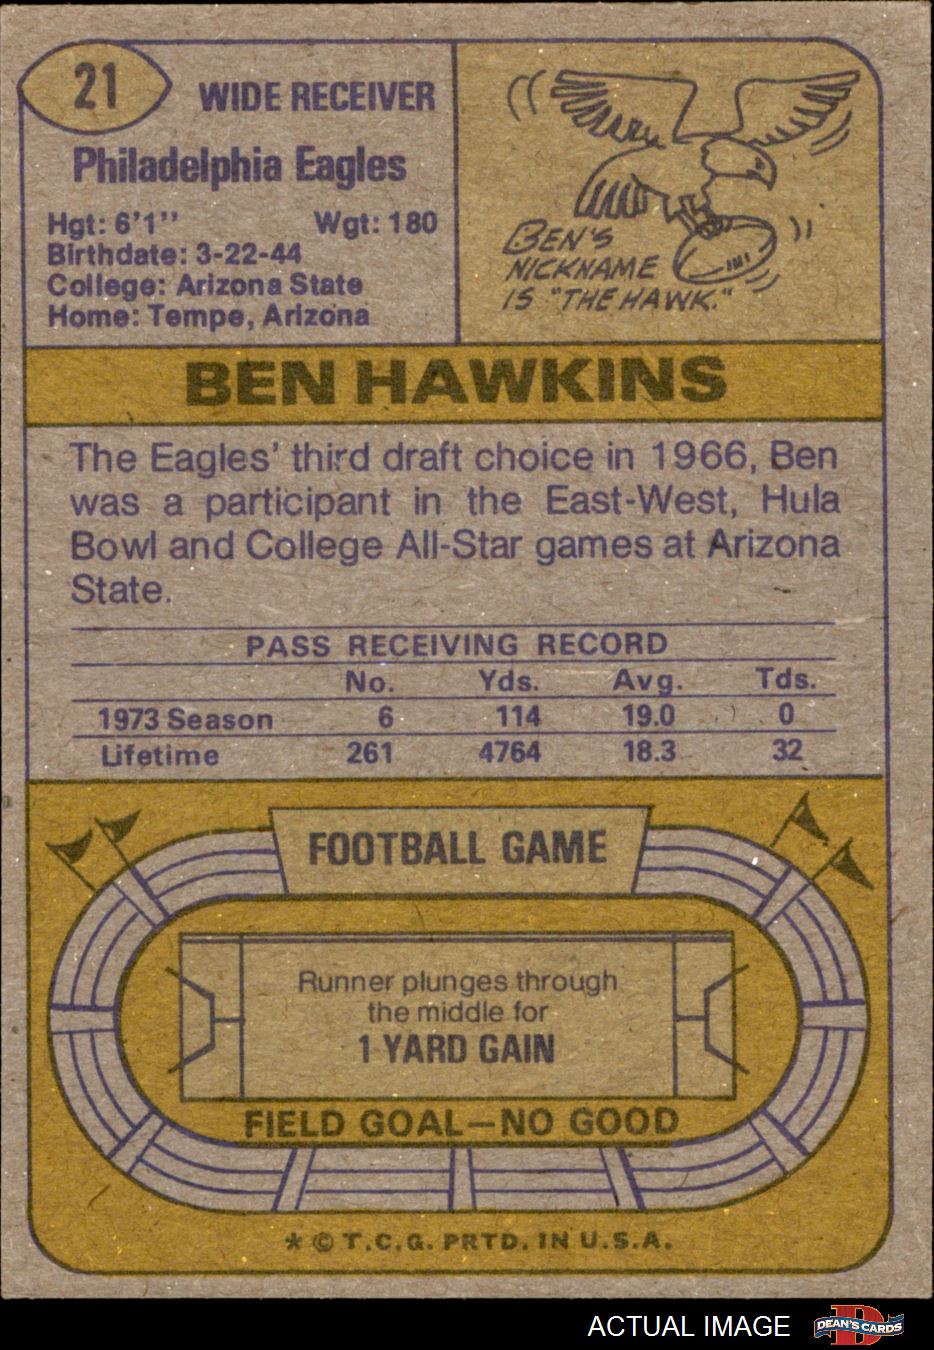 21
WIDE RECEIVER
Philadelphia Eagles
Hgt: 6'1" Wgt: 180
Birthdate: 3-22-44
College: Arizona State
Home: Tempe, Arizona
BEN'S
NICKNAME
IS "THE HAWK."
BEN HAWKINS
The Eagles' third draft choice in 1966, Ben
was a participant in the East-West, Hula
Bowl and College All-Star games at Arizona
State.
PASS RECEIVING RECORD
No. Yds. Avg. Tds.
1973 Season 6 114 19.0 0
Lifetime 261 4764 18.3 32
FOOTBALL GAME
Runner plunges through
the middle for
1 YARD GAIN
FIELD GOAL—NO GOOD
* © T.C.G. PRTD. IN U.S.A.
ACTUAL IMAGE
DEAN'S CARDS